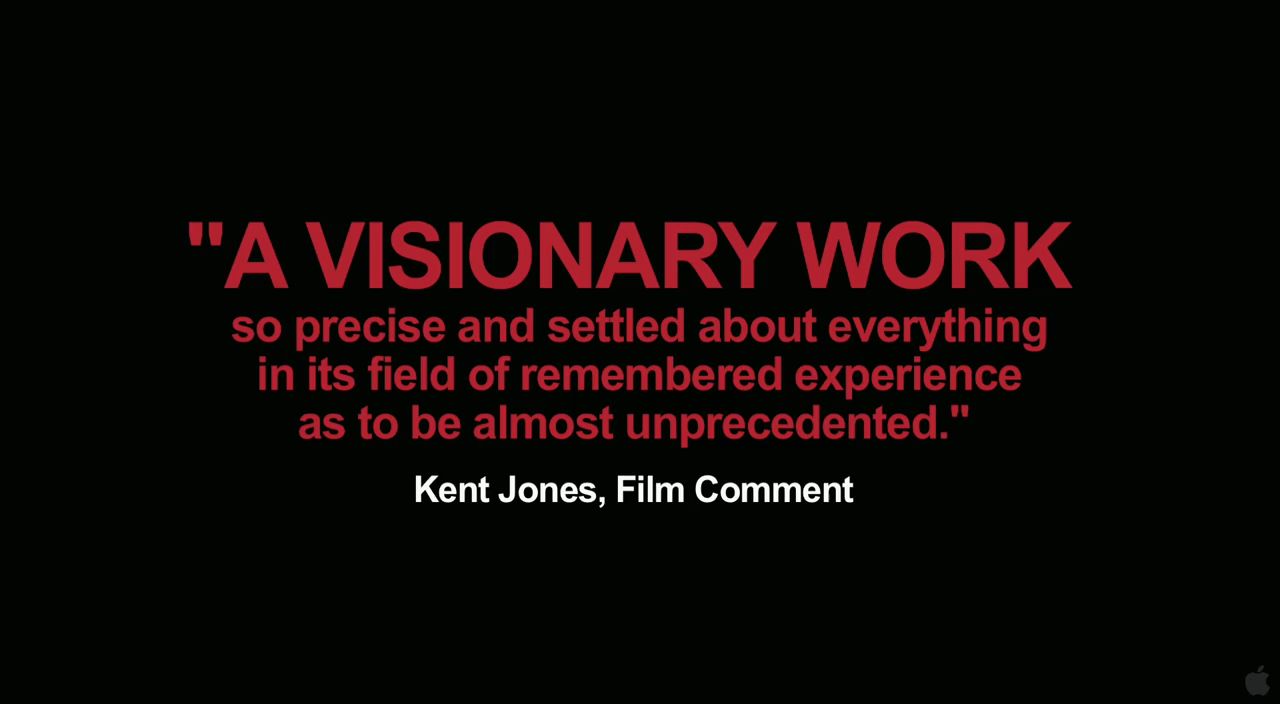 "A VISIONARY WORK
so precise and settled about everything
in its field of remembered experience
as to be almost unprecedented."
Kent Jones, Film Comment